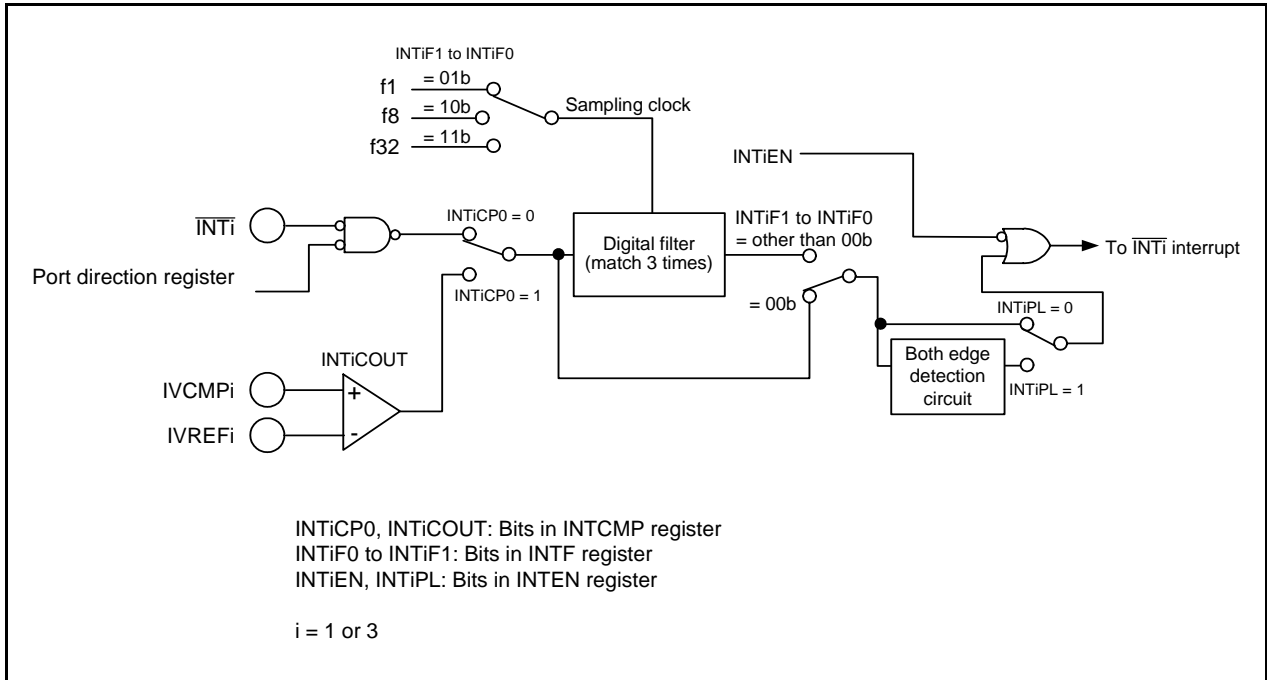 INTiF1 to INTiF0
f1 = 01b
f8 = 10b
f32 = 11b
Sampling clock
INTiEN
INTi
Port direction register
INTiCP0 = 0
INTiCP0 = 1
Digital filter
(match 3 times)
INTiF1 to INTiF0
= other than 00b
= 00b
To INTi interrupt
INTiPL = 0
INTiPL = 1
Both edge
detection
circuit
INTiCOUT
IVCMPi
+
IVREFi
-
INTiCP0, INTiCOUT: Bits in INTCMP register
INTiF0 to INTiF1: Bits in INTF register
INTiEN, INTiPL: Bits in INTEN register
i = 1 or 3